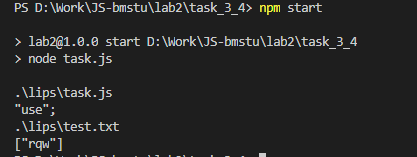 PS D:\Work\JS-bmstu\lab2\task_3_4> npm start
> lab2@1.0.0 start D:\Work\JS-bmstu\lab2\task_3_4
> node task.js
.\lips\task.js
"use";
.\lips\test.txt
["rqw"]